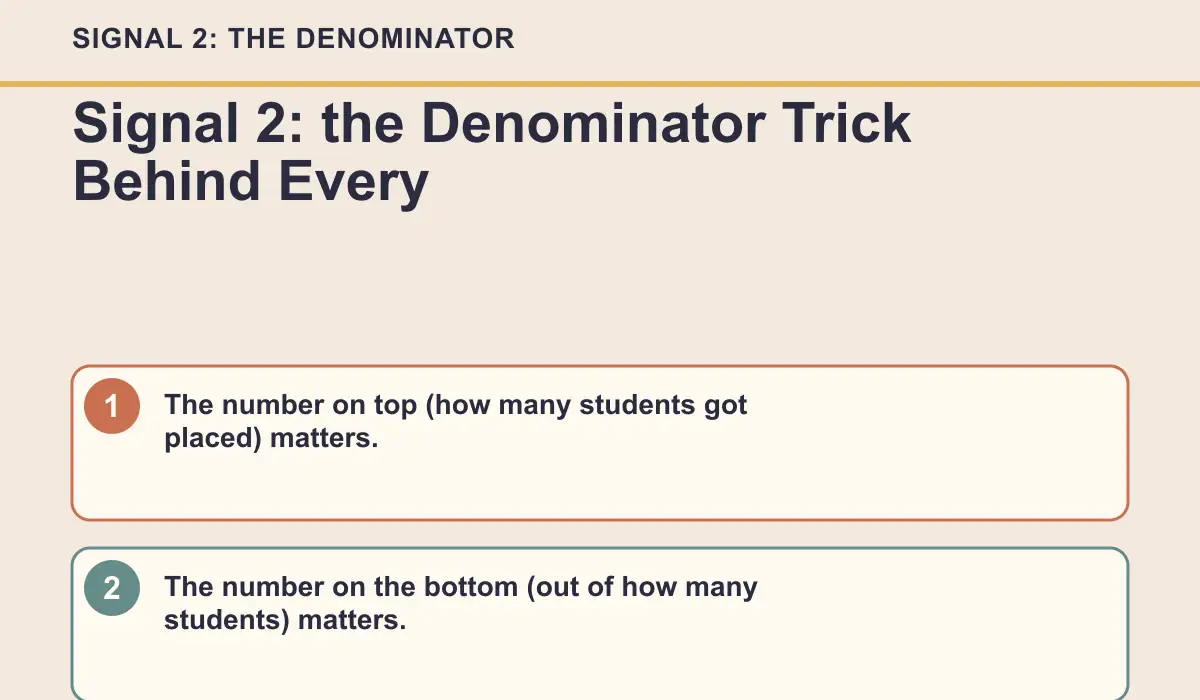 SIGNAL 2: THE DENOMINATOR
Signal 2: the Denominator Trick
Behind Every
1
The number on top (how many students got
placed) matters.
2
The number on the bottom (out of how many
students) matters.